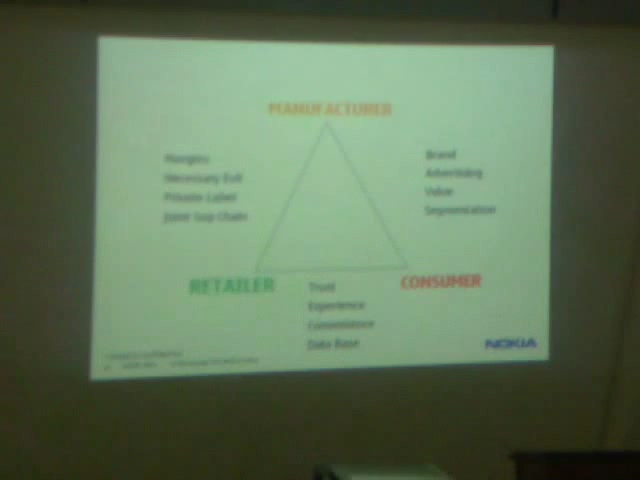 MANUFACTURER
Margins
Necessary Evil
Private Label
Joint Sup Chain
Brand
Advertising
Value
Segmentation
RETAILER
CONSUMER
Trust
Experience
Data Base
NOKIA